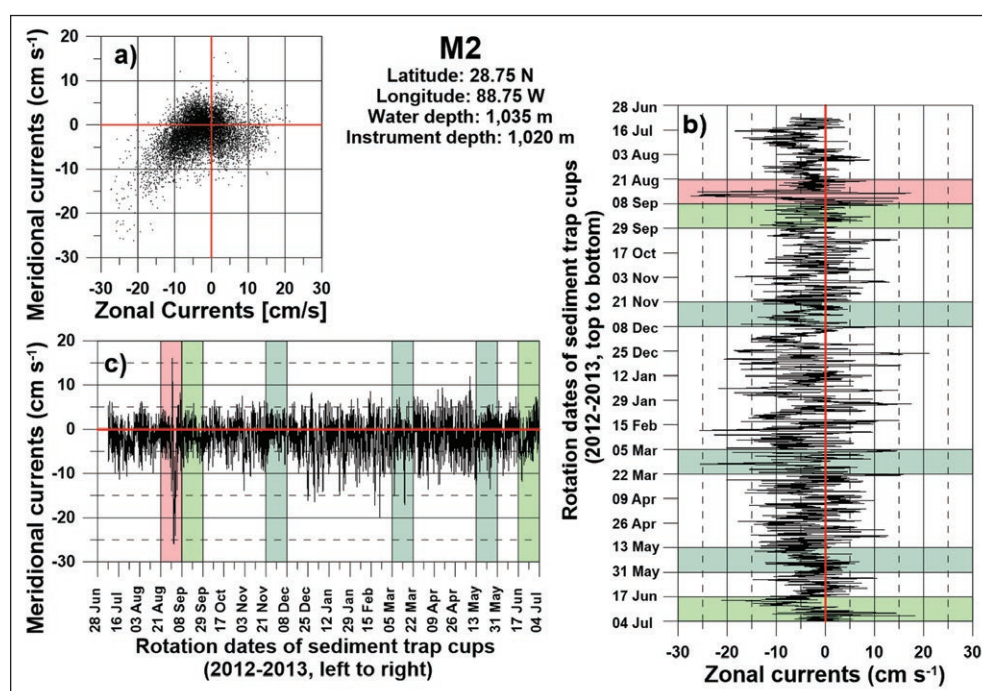 a)
Meridional currents (cm s⁻¹)
20
10
0
-10
-20
-30
-30 -20 -10 0 10 20 30
Zonal Currents [cm/s]
M2
Latitude: 28.75 N
Longitude: 88.75 W
Water depth: 1,035 m
Instrument depth: 1,020 m
c)
Meridional currents (cm s⁻¹)
20
10
0
-10
-20
-30
28 Jun
16 Jul
03 Aug
21 Aug
08 Sep
29 Sep
17 Oct
03 Nov
21 Nov
08 Dec
25 Dec
12 Jan
29 Jan
15 Feb
05 Mar
22 Mar
09 Apr
26 Apr
13 May
31 May
17 Jun
04 Jul
Rotation dates of sediment trap cups
(2012-2013, left to right)
b)
Rotation dates of sediment trap cups
(2012-2013, top to bottom)
28 Jun
16 Jul
03 Aug
21 Aug
08 Sep
29 Sep
17 Oct
03 Nov
21 Nov
08 Dec
25 Dec
12 Jan
29 Jan
15 Feb
05 Mar
22 Mar
09 Apr
26 Apr
13 May
31 May
17 Jun
04 Jul
-30 -20 -10 0 10 20 30
Zonal currents (cm s⁻¹)